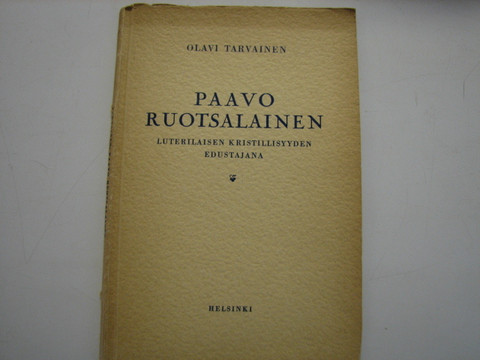 OLAVI TARVAINEN
PAAVO
RUOTSALAINEN
LUTERILAISEN KRISTILLISYYDEN
EDUSTAJANA
HELSINKI